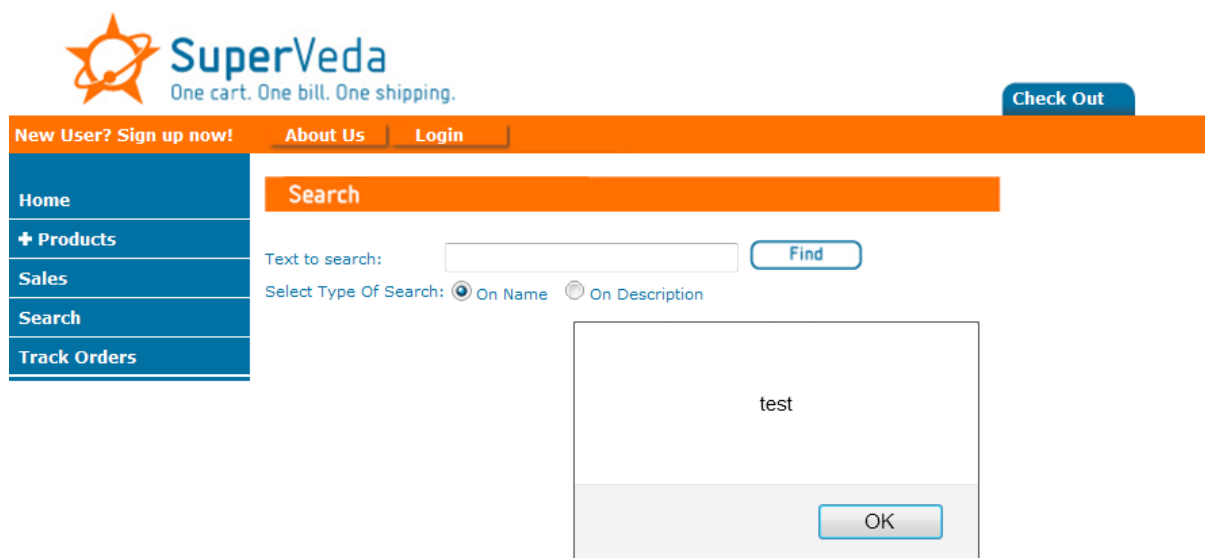 SuperVeda
One cart. One bill. One shipping.
Check Out
New User? Sign up now! About Us Login
Home
Products
Sales
Search
Track Orders
Search
Text to search: Find
Select Type Of Search: On Name On Description
test
OK